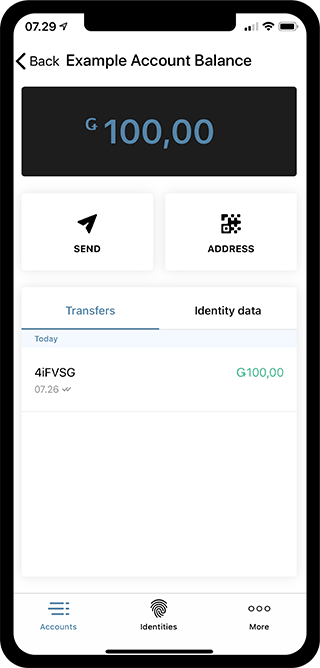 07.29
Back Example Account Balance
Ǥ 100,00
SEND
ADDRESS
Transfers
Identity data
Today
4iFVSG
Ǥ100,00
07.26
Accounts
Identities
More